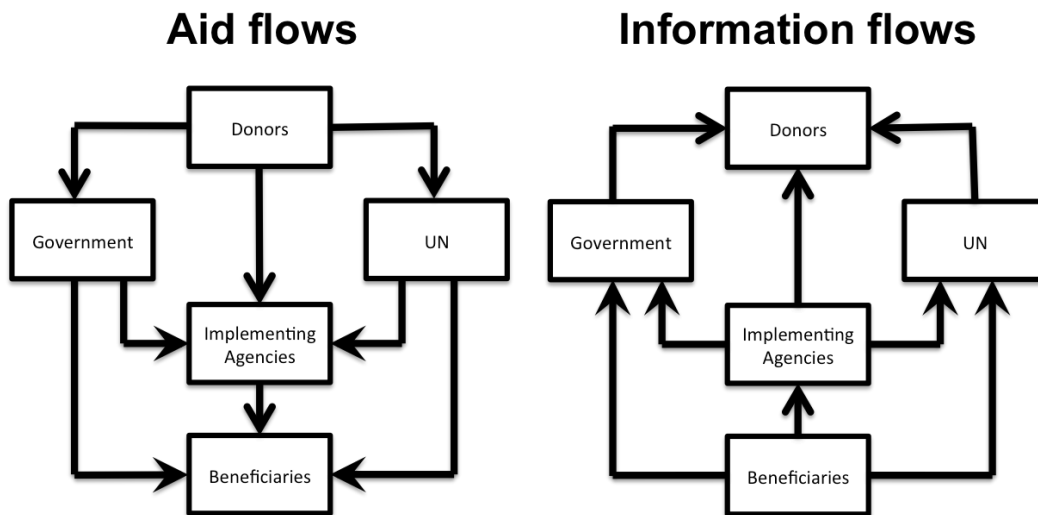 Aid flows
Donors
Government
UN
Implementing
Agencies
Beneficiaries
Information flows
Donors
Government
UN
Implementing
Agencies
Beneficiaries